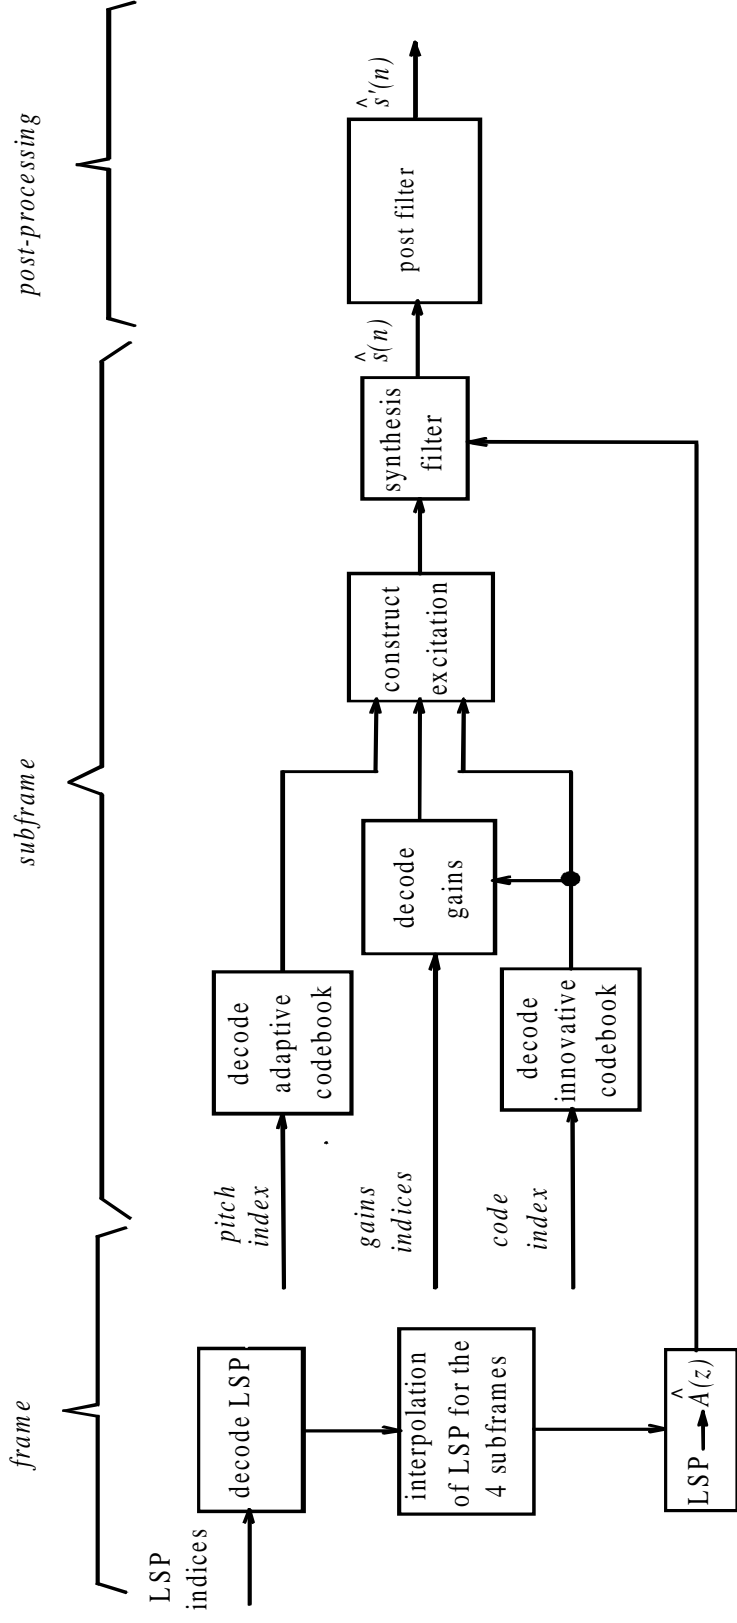 frame
subframe
post-processing
LSP
indices
decode LSP
interpolation
of LSP for the
4 subframes
LSP Â(z)
pitch
index
gains
indices
code
index
decode
adaptive
codebook
decode
gains
decode
innovative
codebook
construct
excitation
synthesis
filter
ŝ(n)
post filter
ŝ'(n)